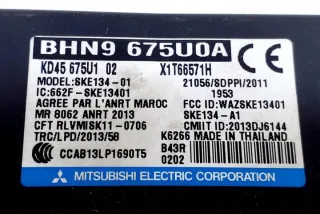 BHN9 675U0A
KD45 675U1 02 X1T66571H
MODEL:SKE134-01 21056/SDPPI/2011
IC:662F-SKE13401 1953
AGREE PAR L'ANRT MAROC FCC ID:WAZSKE13401
MR 8062 ANRT 2013 SKE134-A1
CFT RLVMISK11-0706 CMIIT ID:2013DJ6144
TRC/LPD/2013/59 K6266 MADE IN THAILAND
CCC CCAB13LP1690T5 B43R
0202
MITSUBISHI ELECTRIC CORPORATION